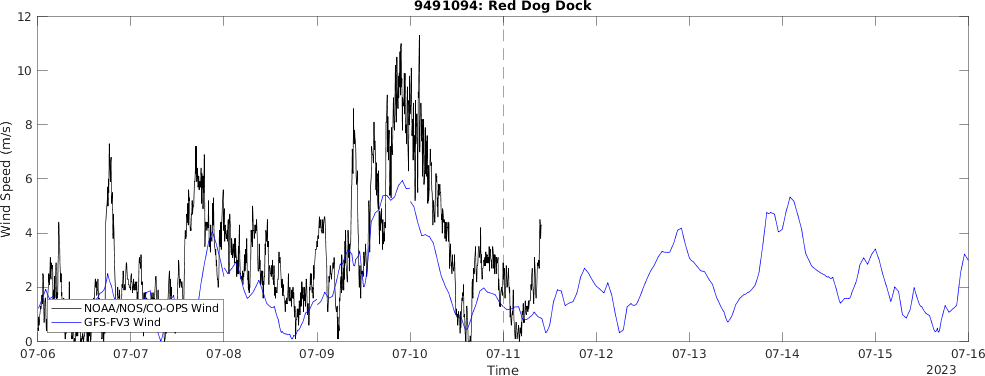 9491094: Red Dog Dock
Wind Speed (m/s)
12
10
8
6
4
2
0
NOAA/NOS/CO-OPS Wind
GFS-FV3 Wind
07-06 07-07 07-08 07-09 07-10 07-11 07-12 07-13 07-14 07-15 07-16
Time
2023